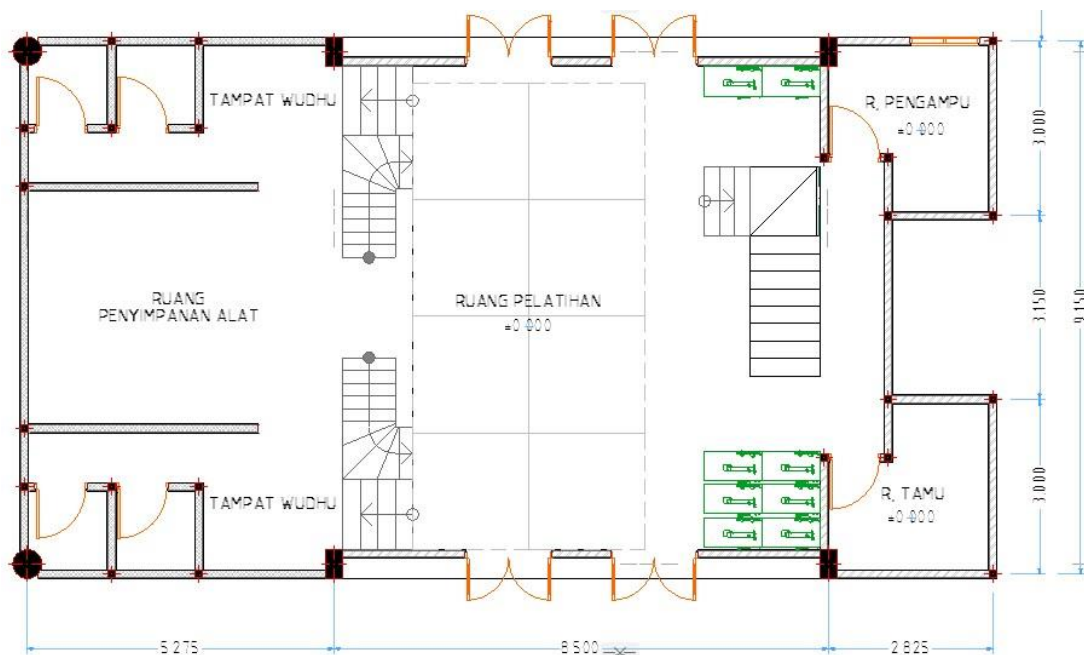 TAMPAT WUDHU
R. PENGAMPU
±0.000
3.000
RUANG
PENYIMPANAN ALAT
RUANG PELATIHAN
±0.000
3.150
9.150
TAMPAT WUDHU
R. TAMU
±0.000
3.000
5.275
8.500
2.825